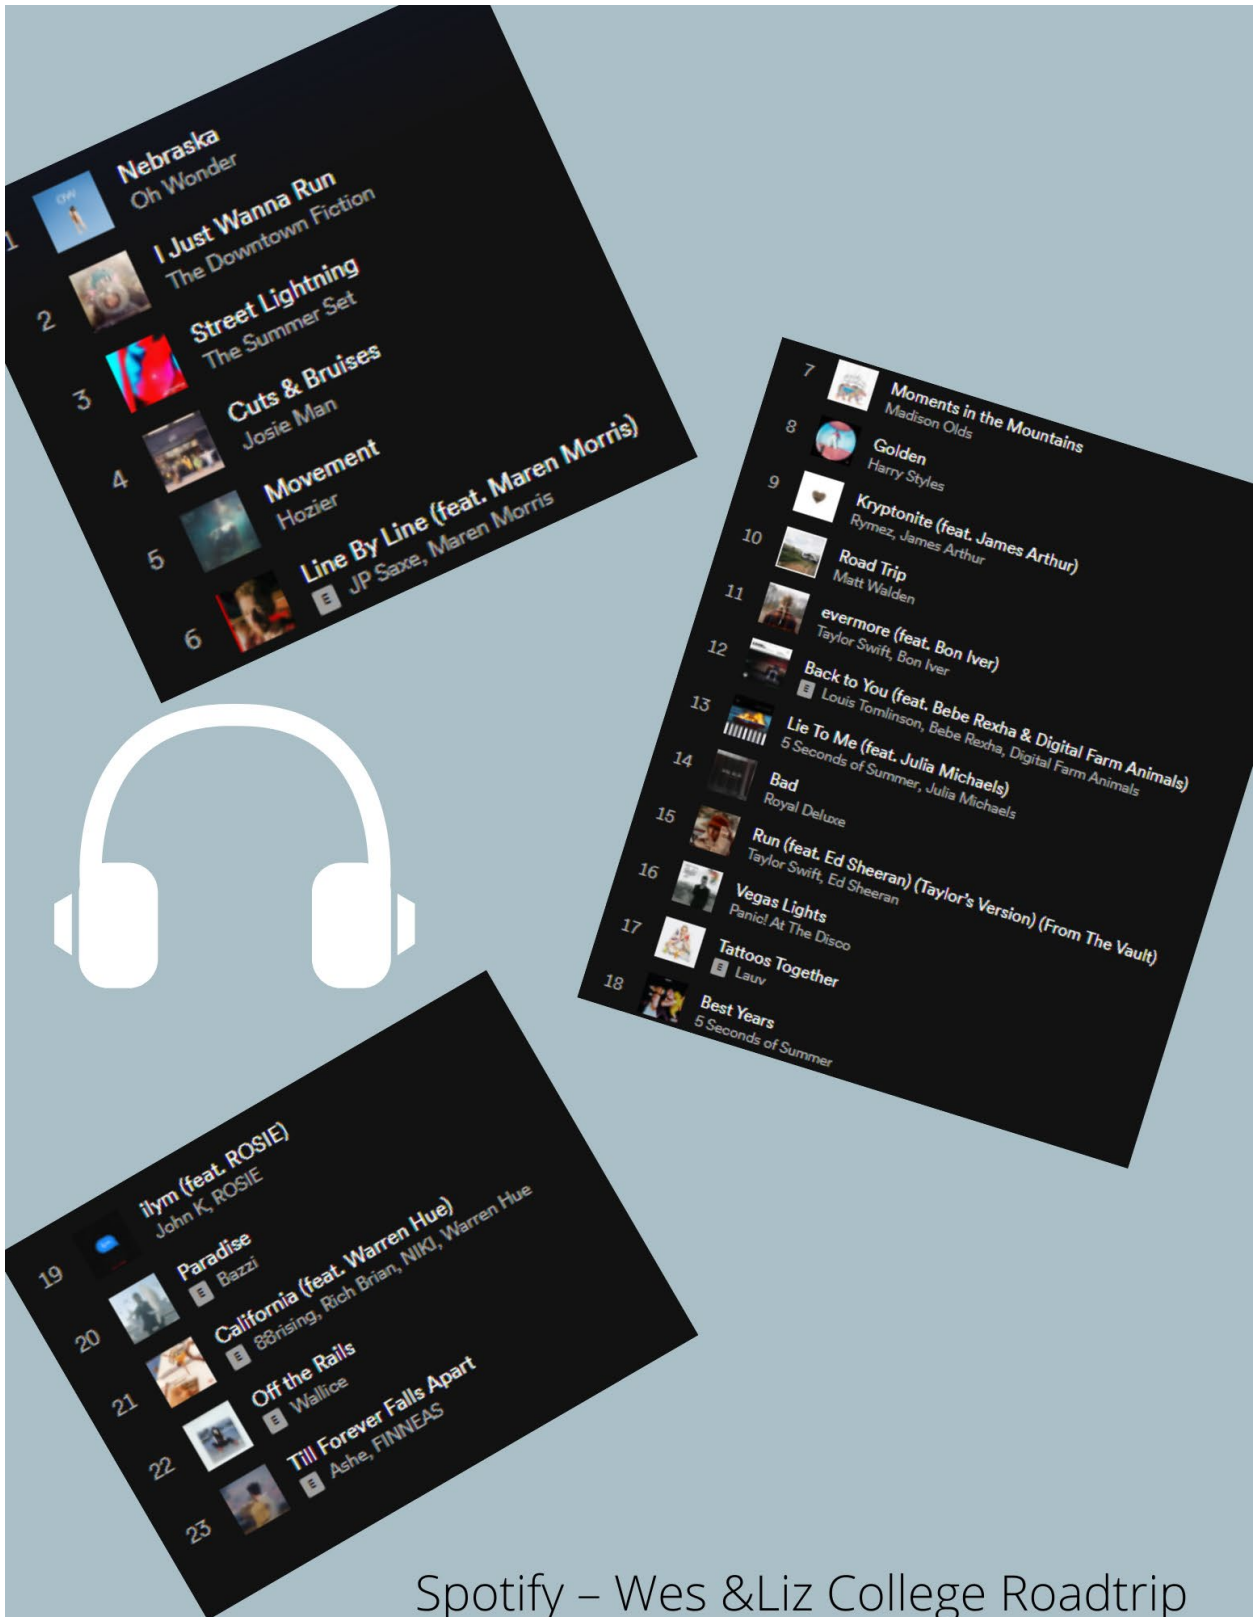 1
Nebraska
Oh Wonder
2
I Just Wanna Run
The Downtown Fiction
3
Street Lightning
The Summer Set
4
Cuts & Bruises
Josie Man
5
Movement
Hozier
6
Line By Line (feat. Maren Morris)
E JP Saxe, Maren Morris
7
Moments in the Mountains
Madison Olds
8
Golden
Harry Styles
9
Kryptonite (feat. James Arthur)
Rymez, James Arthur
10
Road Trip
Matt Walden
11
evermore (feat. Bon Iver)
Taylor Swift, Bon Iver
12
Back to You (feat. Bebe Rexha & Digital Farm Animals)
E Louis Tomlinson, Bebe Rexha, Digital Farm Animals
13
Lie To Me (feat. Julia Michaels)
5 Seconds of Summer, Julia Michaels
14
Bad
Royal Deluxe
15
Run (feat. Ed Sheeran) (Taylor's Version) (From The Vault)
Taylor Swift, Ed Sheeran
16
Vegas Lights
Panic! At The Disco
17
Tattoos Together
E Lauv
18
Best Years
5 Seconds of Summer
19
ilym (feat. ROSIE)
John K, ROSIE
20
Paradise
E Bazzi
21
California (feat. Warren Hue)
E 88rising, Rich Brian, NIKI, Warren Hue
22
Off the Rails
E Wallice
23
Till Forever Falls Apart
E Ashe, FINNEAS
Spotify – Wes &Liz College Roadtrip